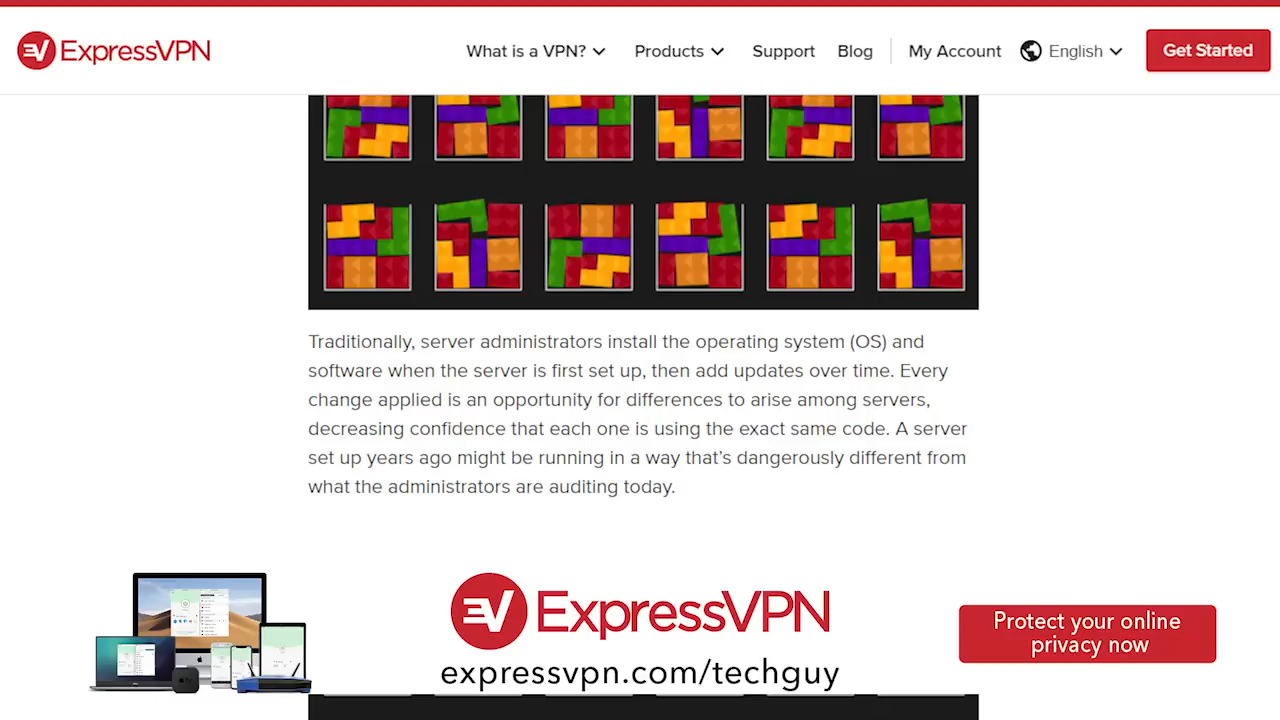 ExpressVPN
What is a VPN? Products Support Blog My Account English Get Started
Traditionally, server administrators install the operating system (OS) and
software when the server is first set up, then add updates over time. Every
change applied is an opportunity for differences to arise among servers,
decreasing confidence that each one is using the exact same code. A server
set up years ago might be running in a way that’s dangerously different from
what the administrators are auditing today.
ExpressVPN
expressvpn.com/techguy
Protect your online
privacy now